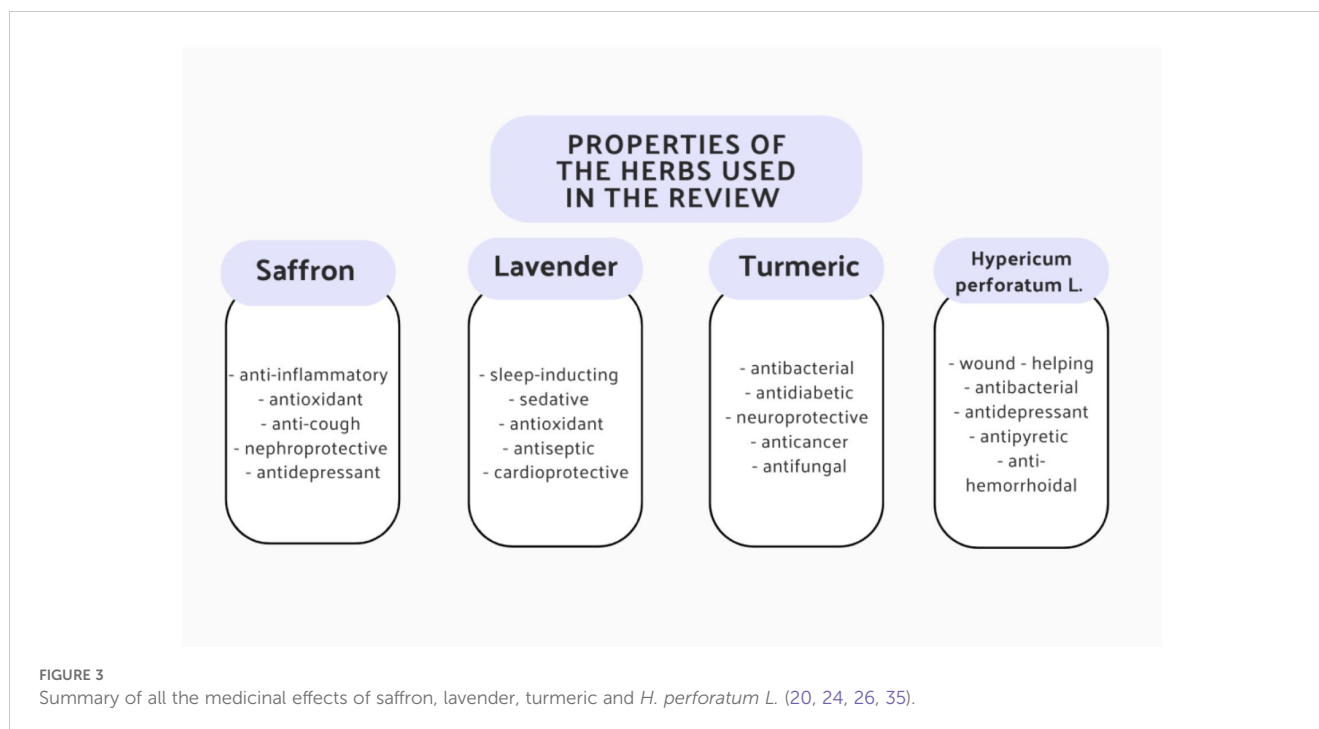 PROPERTIES OF
THE HERBS USED
IN THE REVIEW
Saffron
- anti-inflammatory
- antioxidant
- anti-cough
- nephroprotective
- antidepressant
Lavender
- sleep-inducting
- sedative
- antioxidant
- antiseptic
- cardioprotective
Turmeric
- antibacterial
- antidiabetic
- neuroprotective
- anticancer
- antifungal
Hypericum
perforatum L.
- wound - helping
- antibacterial
- antidepressant
- antipyretic
- anti-
hemorrhoidal
FIGURE 3
Summary of all the medicinal effects of saffron, lavender, turmeric and H. perforatum L. (20, 24, 26, 35).